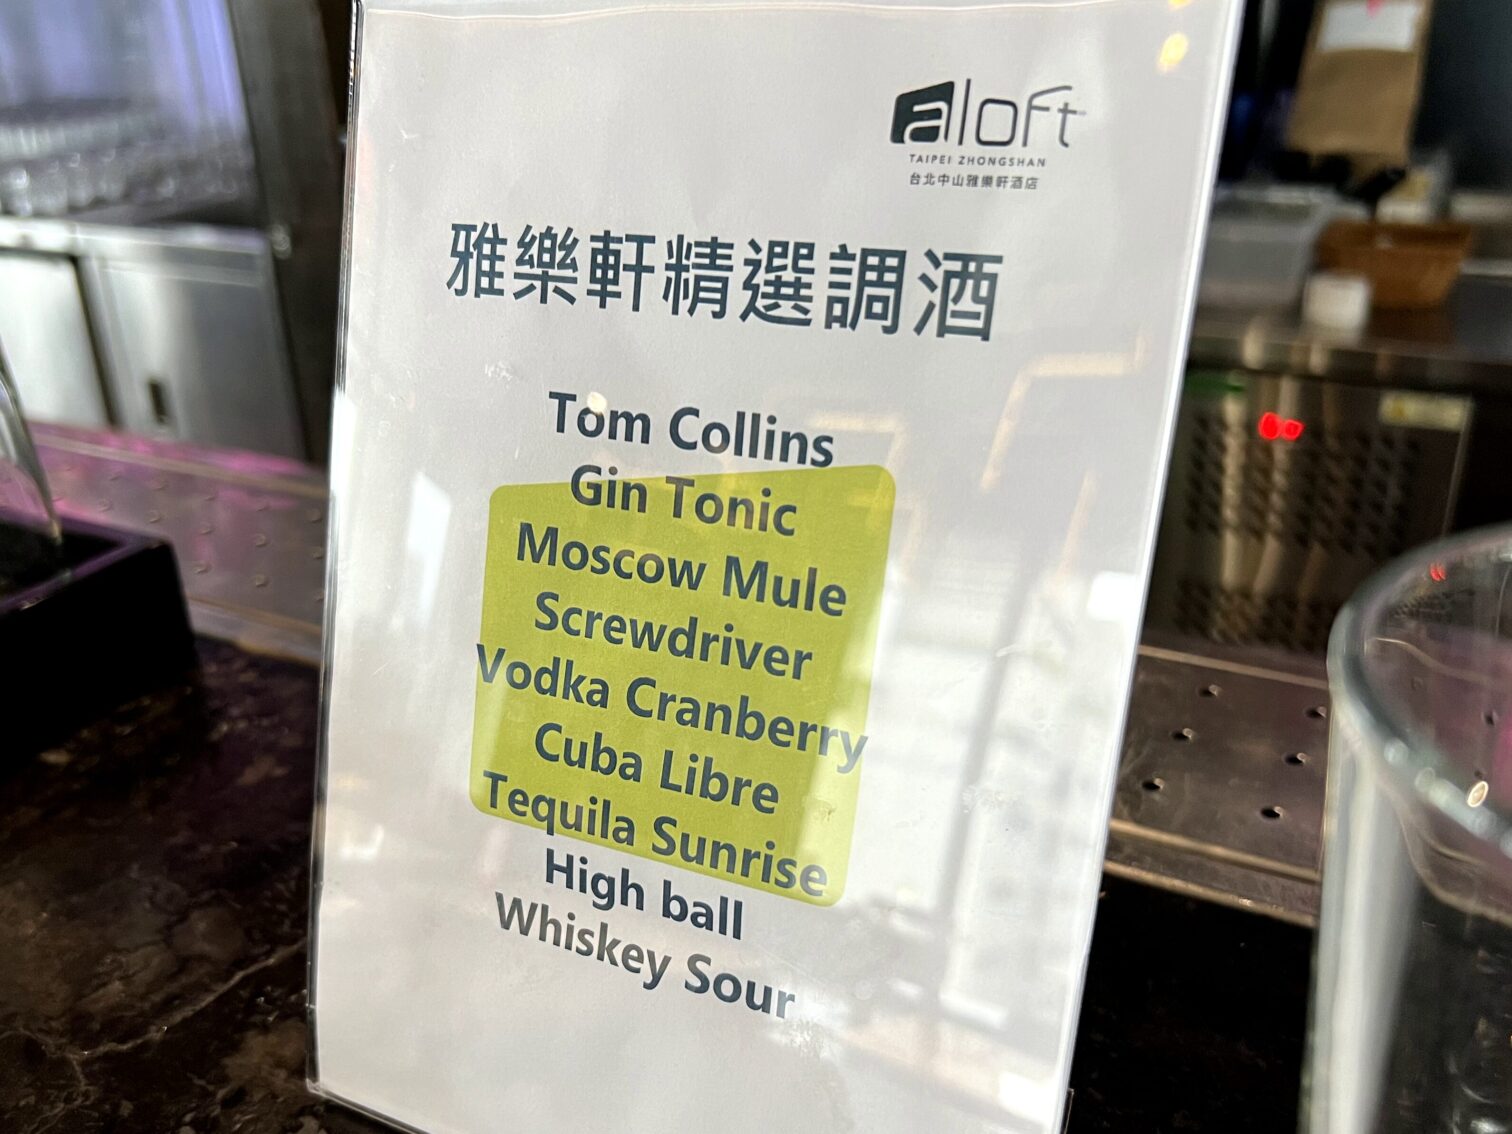 aloft
TAIPEI ZHONGSHAN
台北中山雅樂軒酒店
雅樂軒精選調酒
Tom Collins
Gin Tonic
Moscow Mule
Screwdriver
Vodka Cranberry
Cuba Libre
Tequila Sunrise
High ball
Whiskey Sour